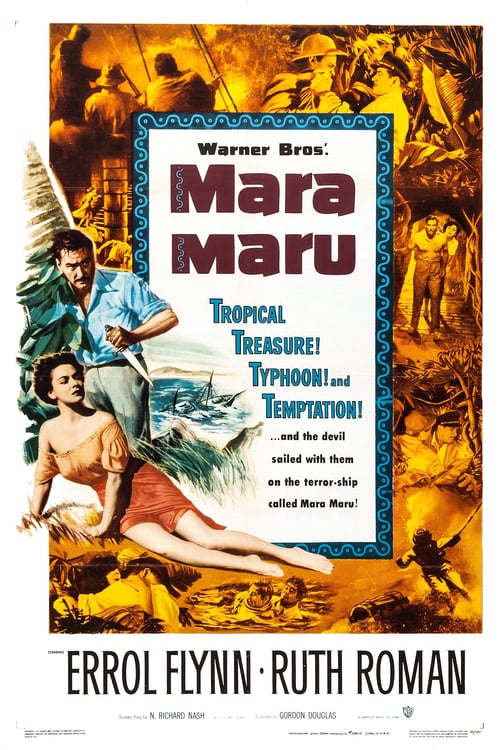 Warner Bros'.
Mara
Maru
Tropical
Treasure!
Typhoon! and
Temptation!
...and the devil
sailed with them
on the terror-ship
called Mara Maru!
STARRING
ERROL FLYNN · RUTH ROMAN
Screen Play by N. RICHARD NASH Directed by GORDON DOUGLAS